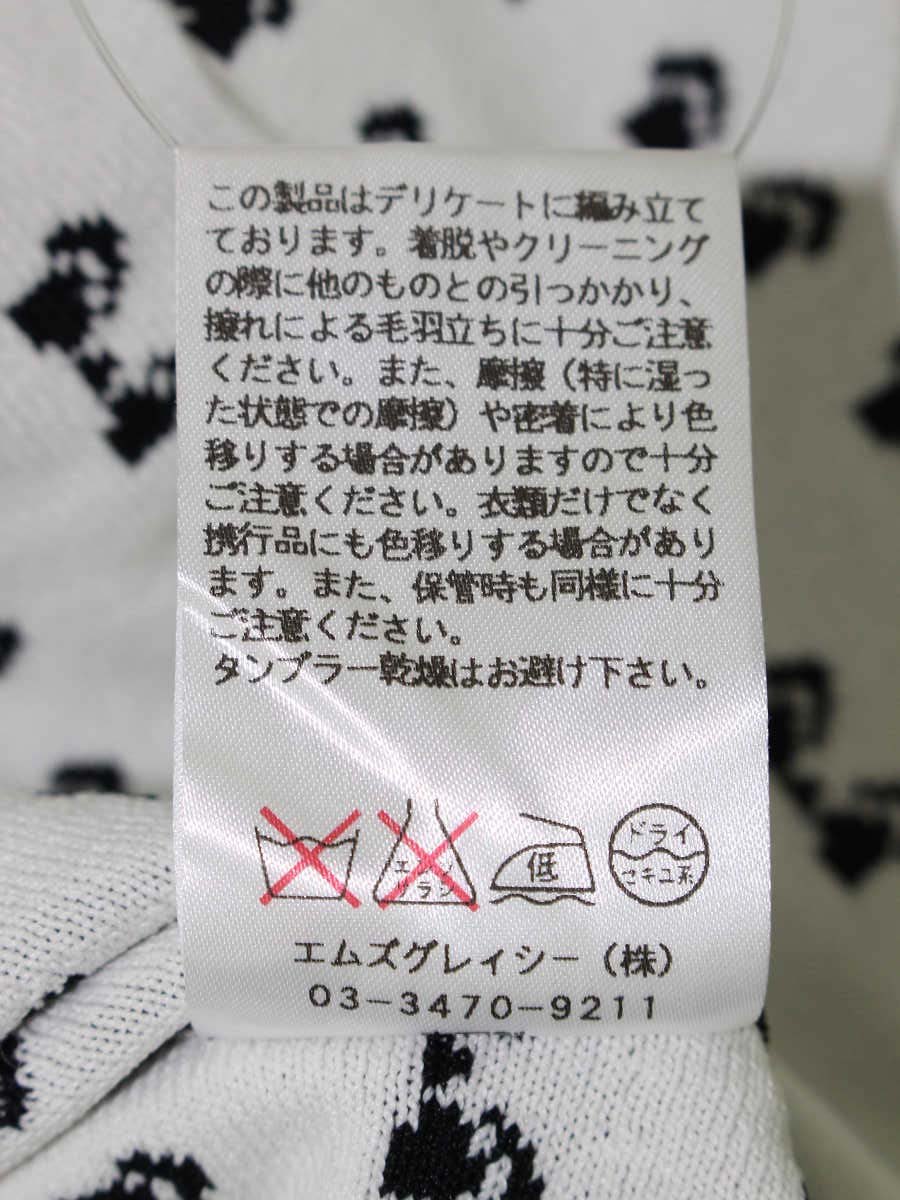 この製品はデリケートに編み立て
ております。着脱やクリーニング
の際に他のものとの引っかかり、
擦れによる毛羽立ちに十分ご注意
ください。また、摩擦（特に湿っ
た状態での摩擦）や密着により色
移りする場合がありますので十分
ご注意ください。衣類だけでなく
携行品にも色移りする場合があり
ます。また、保管時も同様に十分
ご注意ください。
タンブラー乾燥はお避け下さい。
エンソ
サラシ
低
ドライ
セキユ系
エムズグレイシー（株）
03-3470-9211